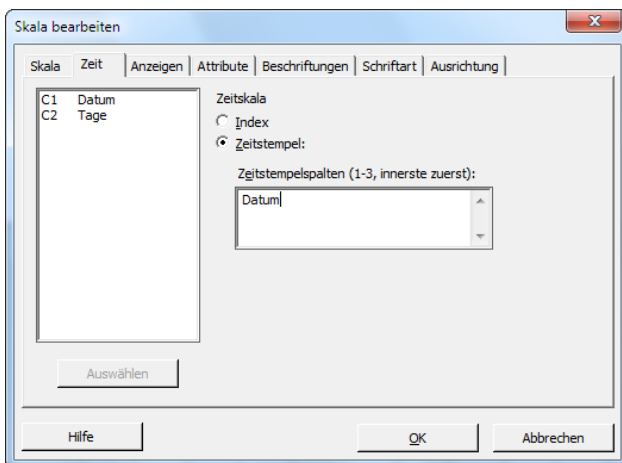 Skala bearbeiten
Skala Zeit Anzeigen Attribute Beschriftungen Schriftart Ausrichtung
C1 Datum
C2 Tage
Zeitskala
Index
Zeitstempel:
Zeitstempelspalten (1-3, innerste zuerst):
Datum
Auswählen
Hilfe OK Abbrechen